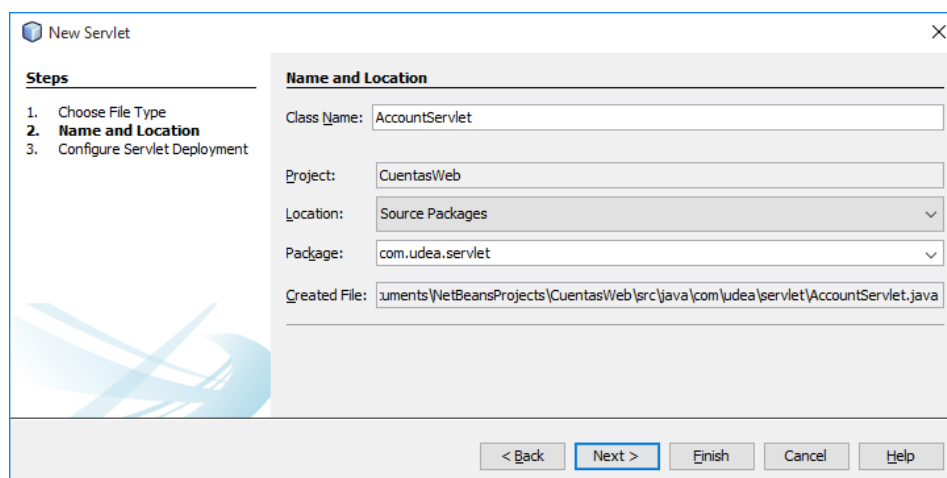 New Servlet
Steps
1. Choose File Type
2. Name and Location
3. Configure Servlet Deployment
Name and Location
Class Name: AccountServlet
Project: CuentasWeb
Location: Source Packages
Package: com.udea.servlet
Created File: :uments\NetBeansProjects\CuentasWeb\src\java\com\udea\servlet\AccountServlet.java
< Back Next > Finish Cancel Help